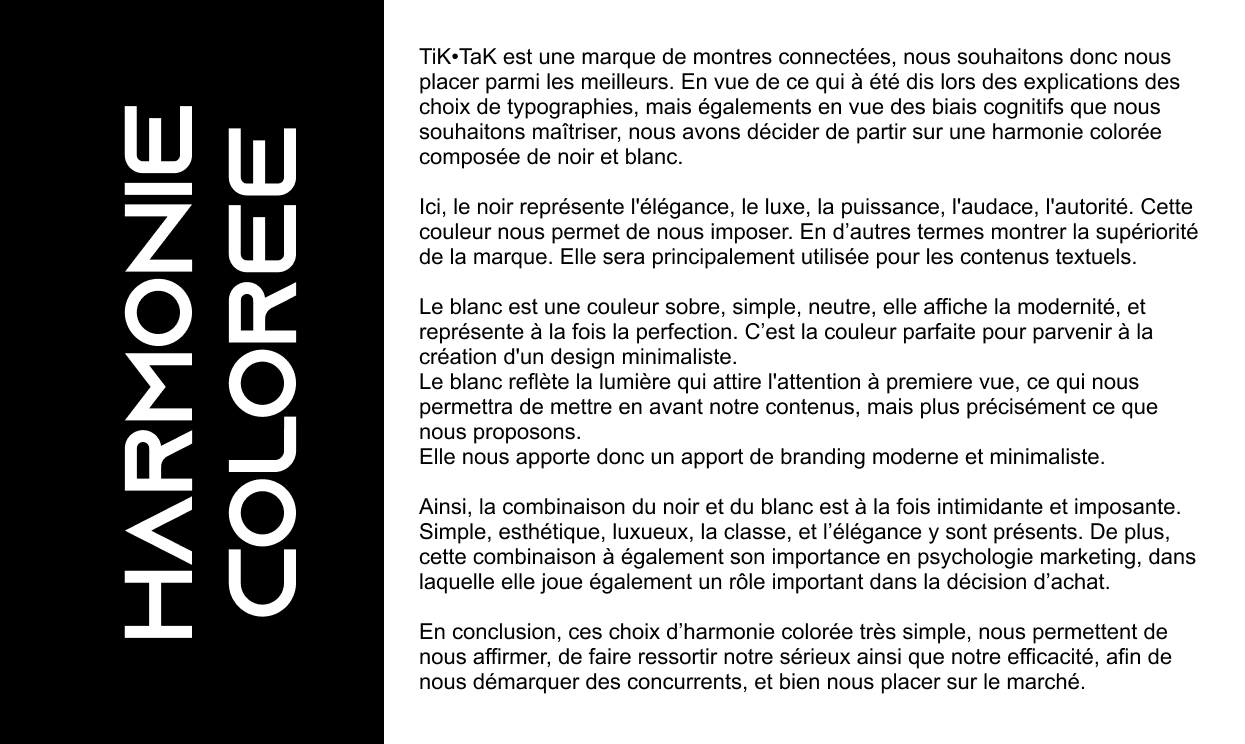 HARMONIE
COLOREE
TiK•TaK est une marque de montres connectées, nous souhaitons donc nous
placer parmi les meilleurs. En vue de ce qui à été dis lors des explications des
choix de typographies, mais égalements en vue des biais cognitifs que nous
souhaitons maîtriser, nous avons décider de partir sur une harmonie colorée
composée de noir et blanc.
Ici, le noir représente l'élégance, le luxe, la puissance, l'audace, l'autorité. Cette
couleur nous permet de nous imposer. En d’autres termes montrer la supériorité
de la marque. Elle sera principalement utilisée pour les contenus textuels.
Le blanc est une couleur sobre, simple, neutre, elle affiche la modernité, et
représente à la fois la perfection. C’est la couleur parfaite pour parvenir à la
création d'un design minimaliste.
Le blanc reflète la lumière qui attire l'attention à premiere vue, ce qui nous
permettra de mettre en avant notre contenus, mais plus précisément ce que
nous proposons.
Elle nous apporte donc un apport de branding moderne et minimaliste.
Ainsi, la combinaison du noir et du blanc est à la fois intimidante et imposante.
Simple, esthétique, luxueux, la classe, et l’élégance y sont présents. De plus,
cette combinaison à également son importance en psychologie marketing, dans
laquelle elle joue également un rôle important dans la décision d’achat.
En conclusion, ces choix d’harmonie colorée très simple, nous permettent de
nous affirmer, de faire ressortir notre sérieux ainsi que notre efficacité, afin de
nous démarquer des concurrents, et bien nous placer sur le marché.